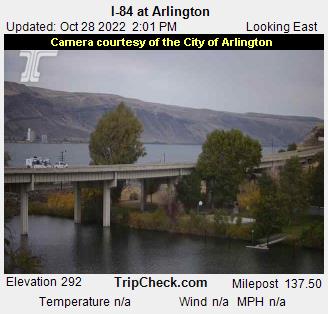 I-84 at Arlington
Updated: Oct 28 2022 2:01 PM Looking East
Camera courtesy of the City of Arlington
Elevation 292 TripCheck.com Milepost 137.50
Temperature n/a Wind n/a MPH n/a